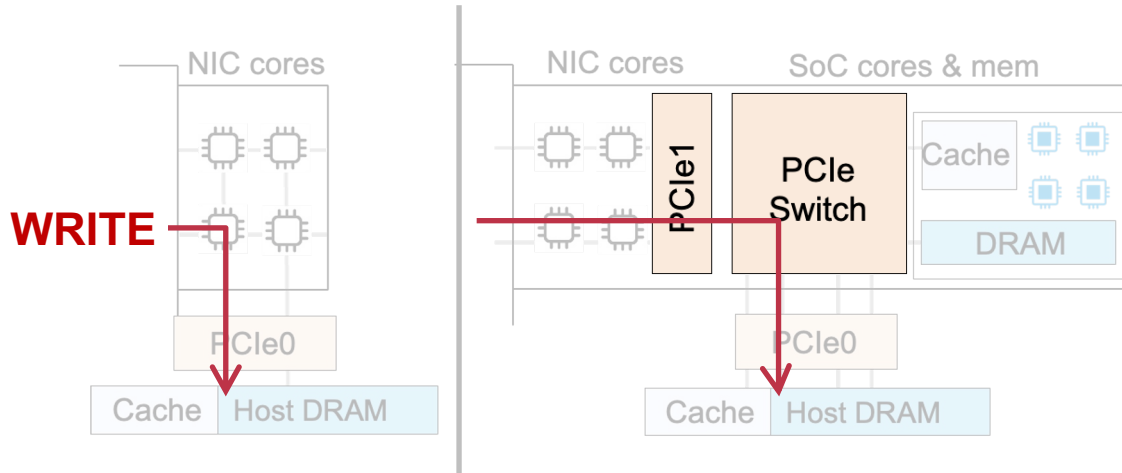 NIC cores
WRITE
PCIe0
Cache
Host DRAM
NIC cores
SoC cores & mem
PCIe1
PCIe
Switch
Cache
DRAM
PCIe0
Cache
Host DRAM